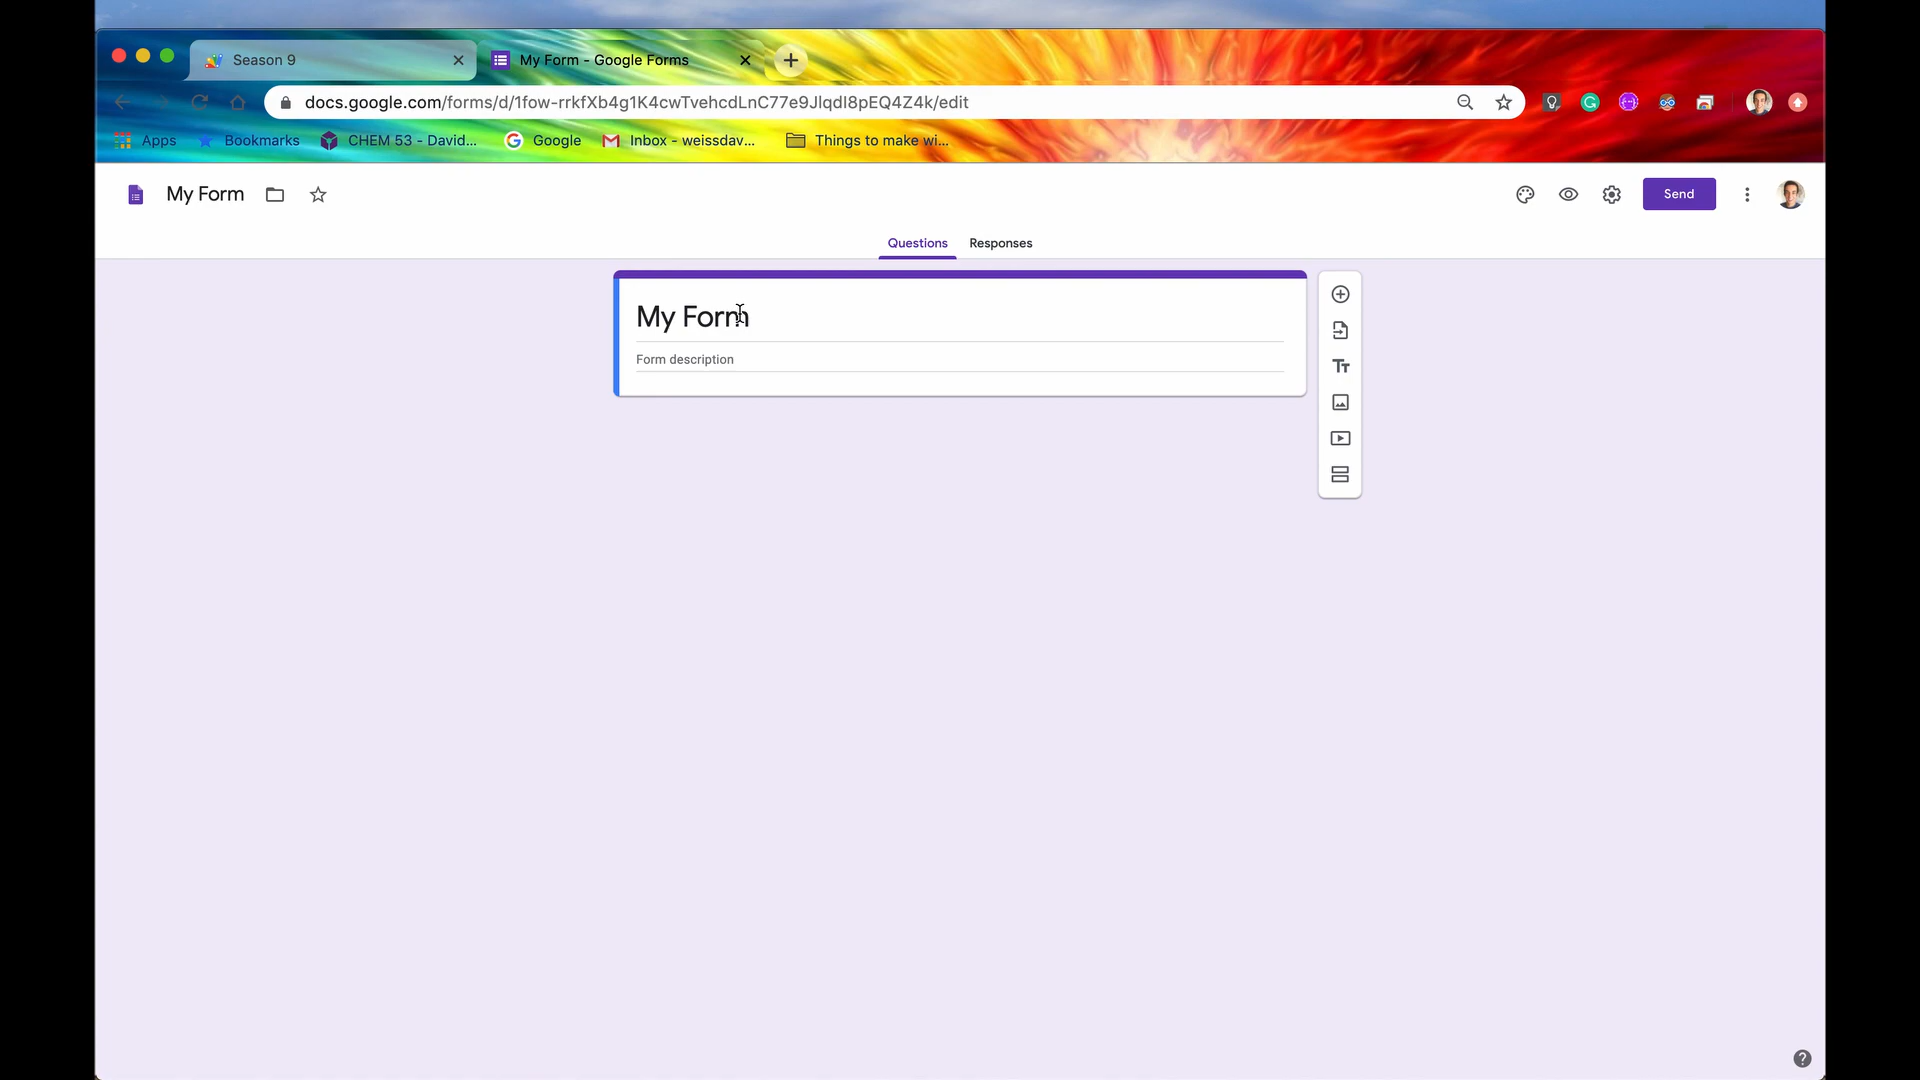 Season 9
My Form - Google Forms
docs.google.com/forms/d/1fow-rrkfXb4g1K4cwTvehcdLnC77e9Jlqdl8pEQ4Z4k/edit
Apps
Bookmarks
CHEM 53 - David...
Google
Inbox - weissdav...
Things to make wi...
My Form
Send
Questions
Responses
My Form
Form description